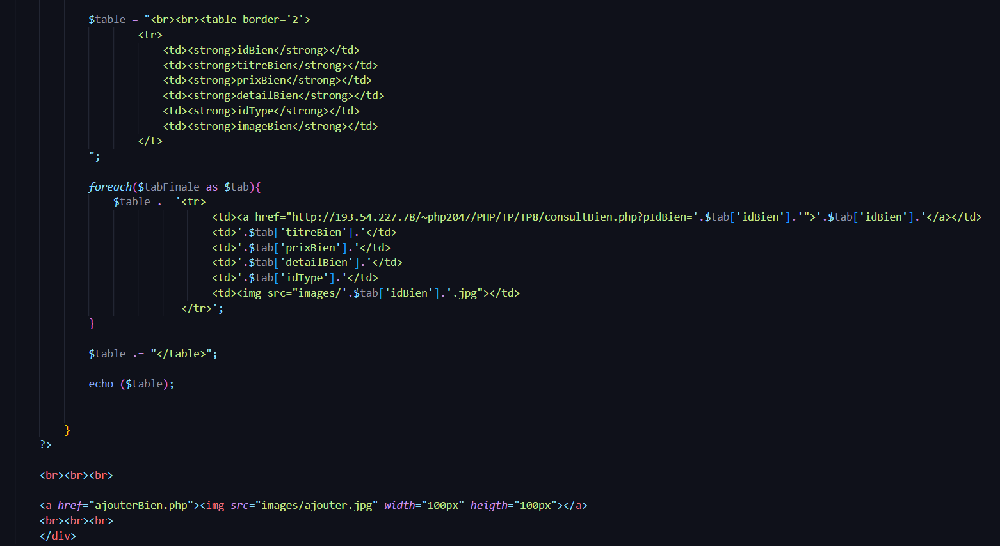 $table = "<br><br><table border='2'>
<tr>
<td><strong>idBien</strong></td>
<td><strong>titreBien</strong></td>
<td><strong>prixBien</strong></td>
<td><strong>detailBien</strong></td>
<td><strong>idType</strong></td>
<td><strong>imageBien</strong></td>
</t>
";
foreach($tabFinale as $tab){
$table .= '<tr>
<td><a href="http://193.54.227.78/~php2047/PHP/TP/TP8/consultBien.php?pIdBien='.$tab['idBien'].'">'.$tab['idBien'].'</a></td>
<td>'.$tab['titreBien'].'</td>
<td>'.$tab['prixBien'].'</td>
<td>'.$tab['detailBien'].'</td>
<td>'.$tab['idType'].'</td>
<td><img src="images/'.$tab['idBien'].'.jpg"></td>
</tr>';
}
$table .= "</table>";
echo ($table);
}
?>
<br><br><br>
<a href="ajouterBien.php"><img src="images/ajouter.jpg" width="100px" heigth="100px"></a>
<br><br><br>
</div>